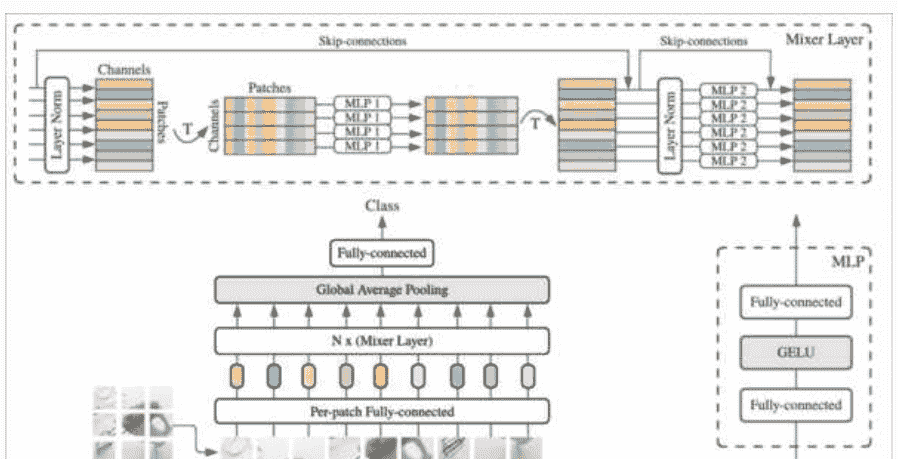 Skip-connections
Skip-connections
Mixer Layer
Channels
Layer Norm
Patches
T
Patches
Channels
MLP 1
MLP 1
MLP 1
MLP 1
T
Layer Norm
MLP 2
MLP 2
MLP 2
MLP 2
MLP 2
MLP 2
MLP 2
Class
Fully-connected
Global Average Pooling
N x (Mixer Layer)
Per-patch Fully-connected
MLP
Fully-connected
GELU
Fully-connected